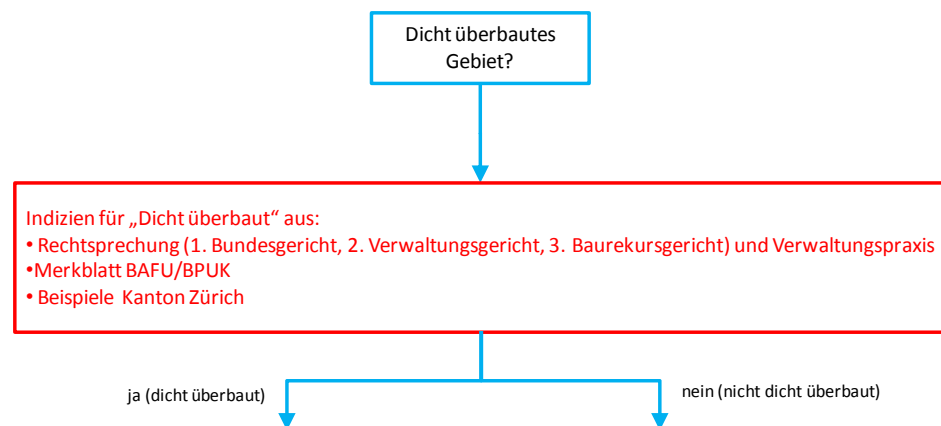 Dicht überbautes
Gebiet?
Indizien für „Dicht überbaut“ aus:
• Rechtsprechung (1. Bundesgericht, 2. Verwaltungsgericht, 3. Baurekursgericht) und Verwaltungspraxis
•Merkblatt BAFU/BPUK
• Beispiele Kanton Zürich
ja (dicht überbaut)
nein (nicht dicht überbaut)